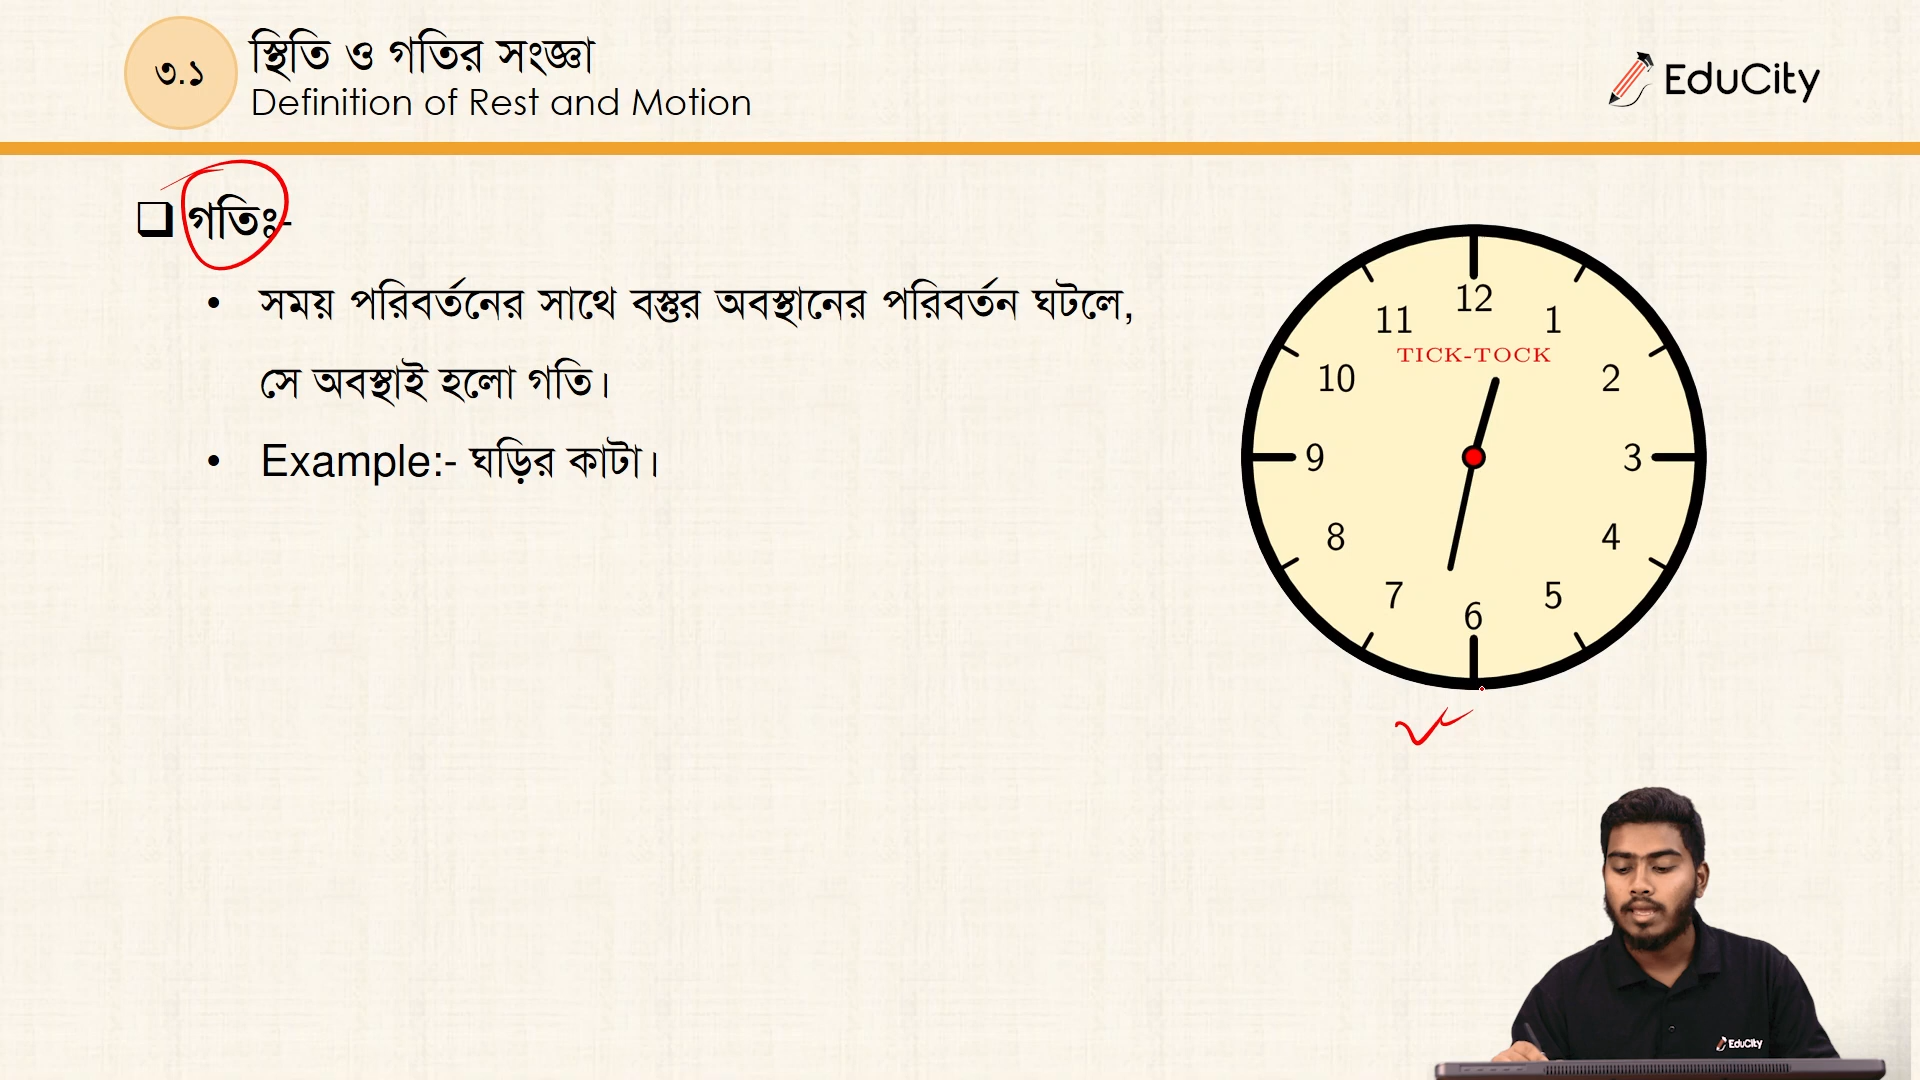 ৩.১
স্থিতি ও গতির সংজ্ঞা
Definition of Rest and Motion
EduCity
❑ গতিঃ-
• সময় পরিবর্তনের সাথে বস্তুর অবস্থানের পরিবর্তন ঘটলে,
সে অবস্থাই হলো গতি।
• Example:- ঘড়ির কাটা।
12
11
1
TICK-TOCK
10
2
9
3
8
4
7
5
6
EduCity